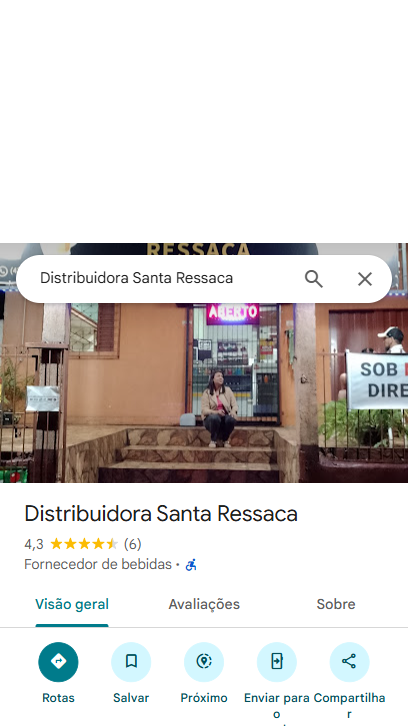 RESSACA
Distribuidora Santa Ressaca
ABERTO
SOB
DIRE
Distribuidora Santa Ressaca
4,3 (6)
Fornecedor de bebidas ·
Visão geral
Avaliações
Sobre
Rotas
Salvar
Próximo
Enviar para o
Compartilhar